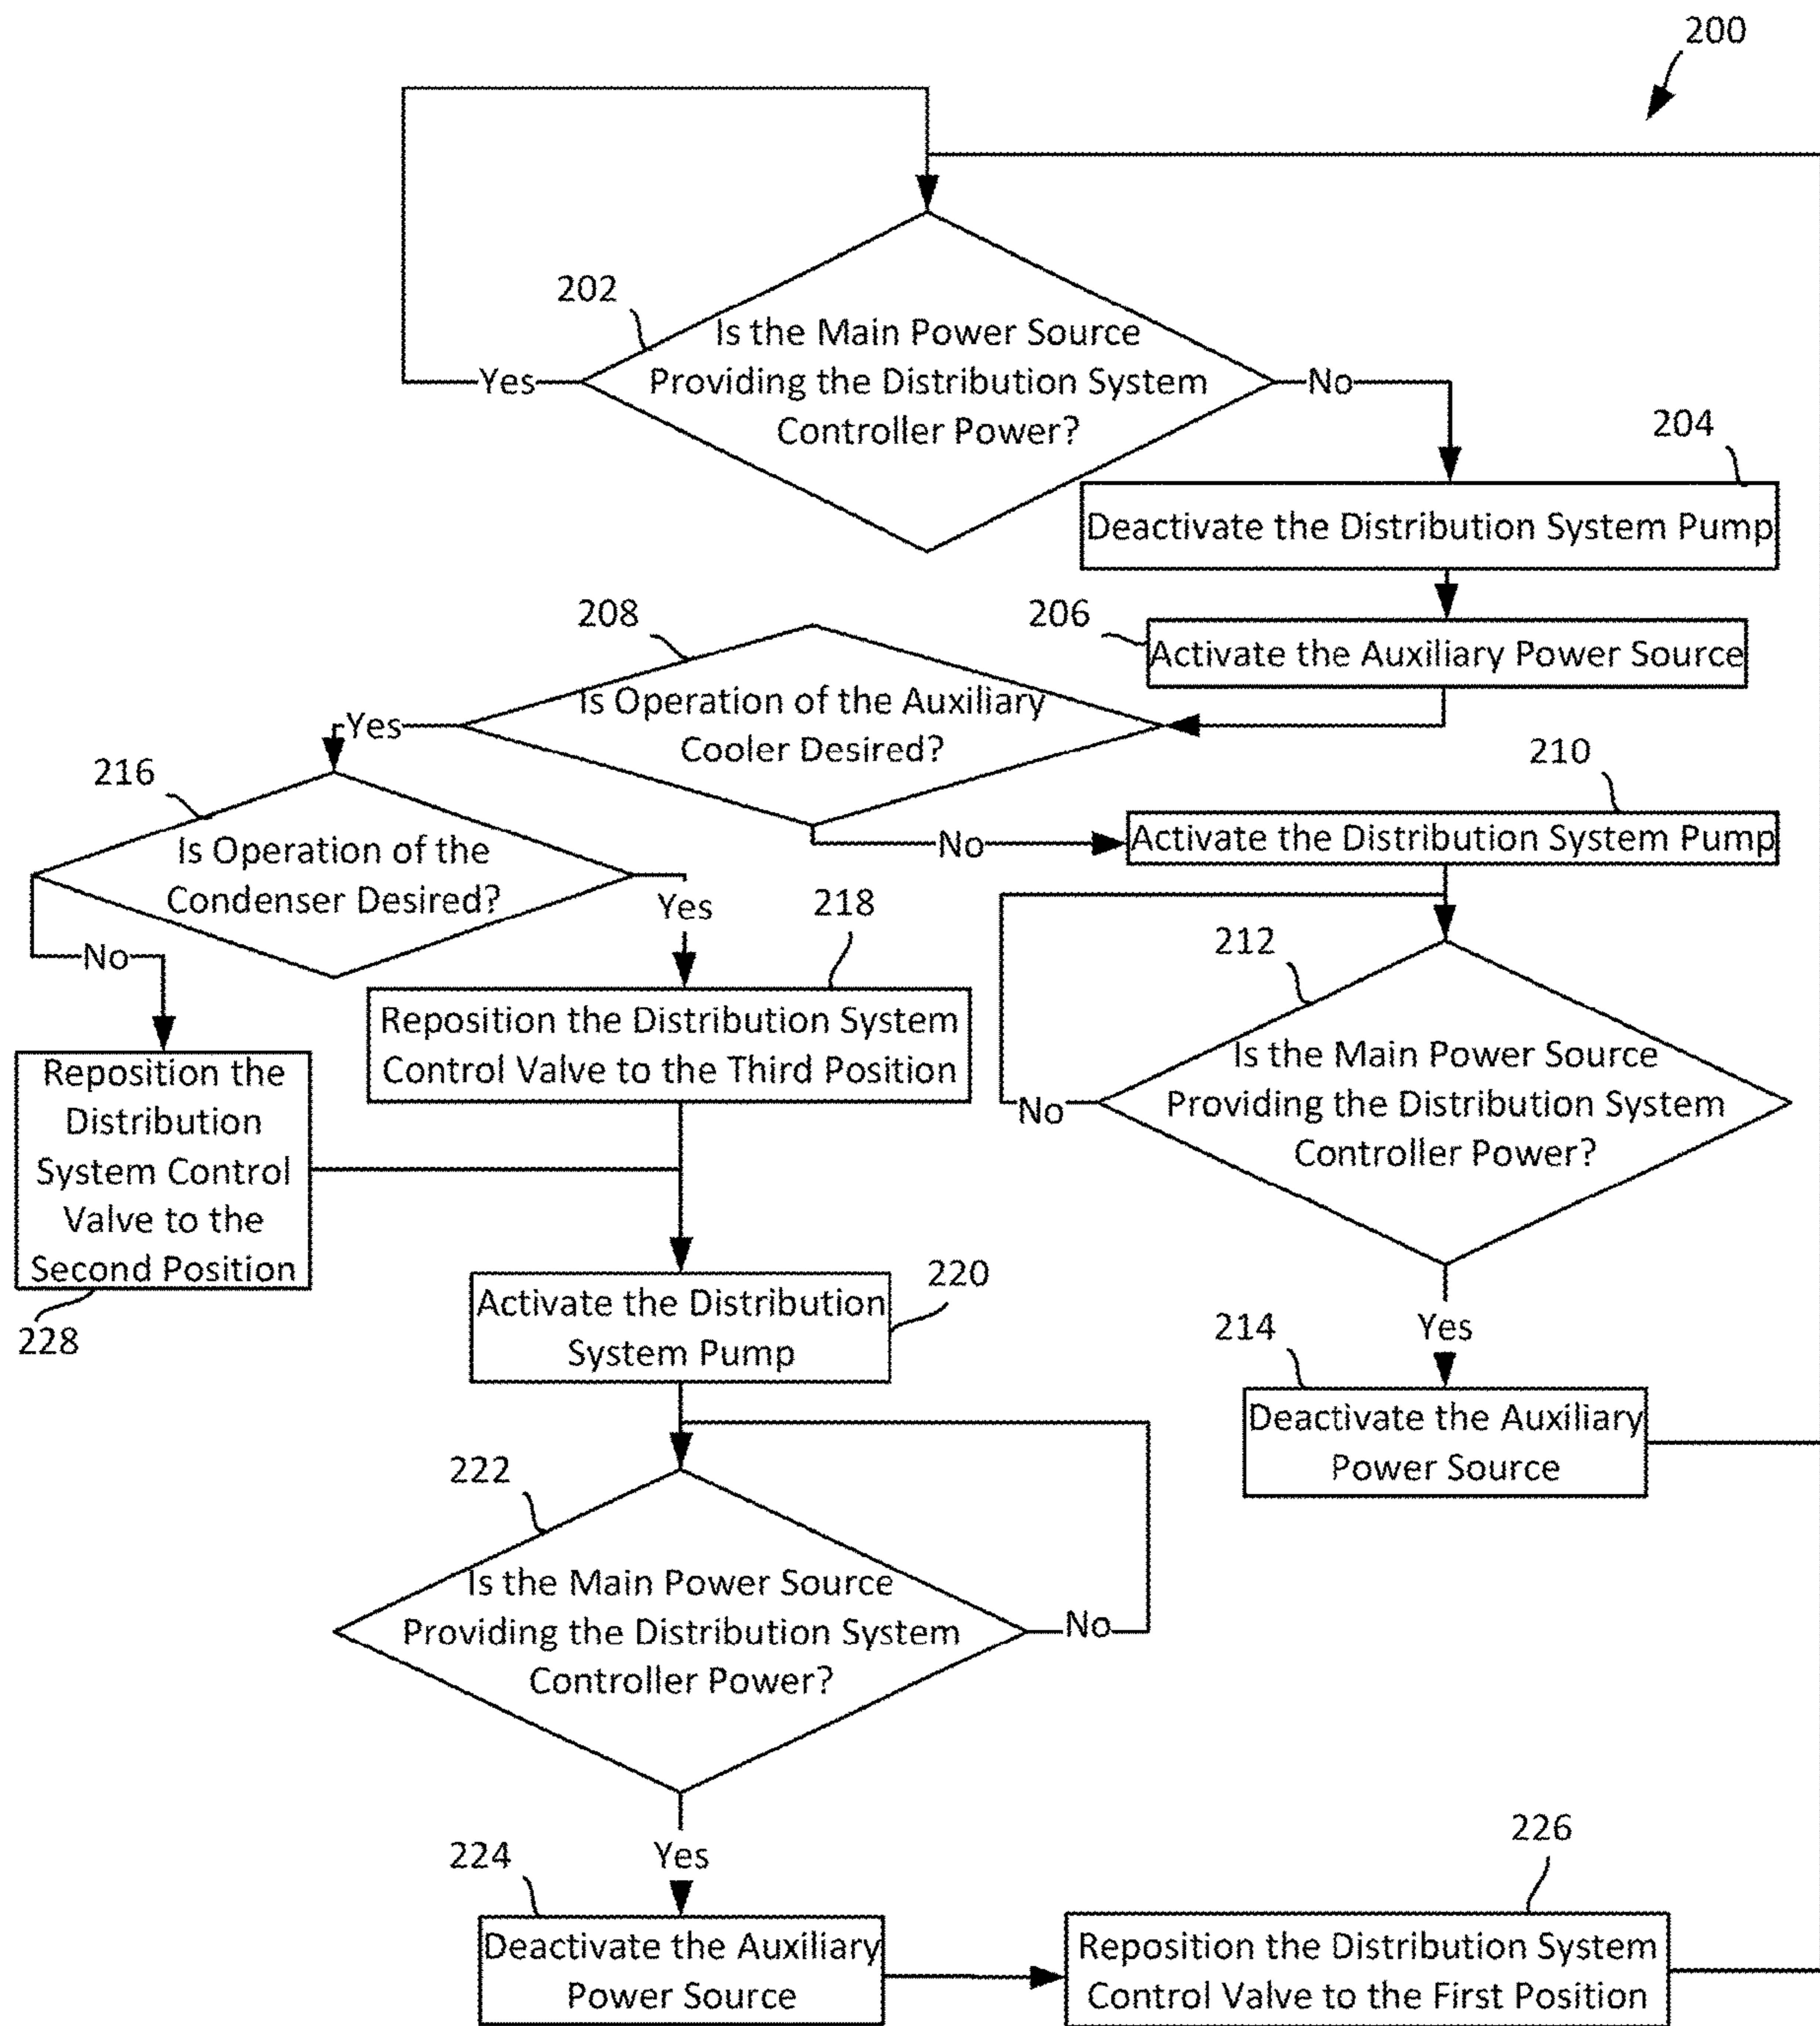 200
202
Is the Main Power Source
Providing the Distribution System
Controller Power?
Yes
No
204
Deactivate the Distribution System Pump
206
Activate the Auxiliary Power Source
208
Is Operation of the Auxiliary
Cooler Desired?
Yes
No
210
Activate the Distribution System Pump
216
Is Operation of the
Condenser Desired?
Yes
No
218
Reposition the Distribution System
Control Valve to the Third Position
212
Is the Main Power Source
Providing the Distribution System
Controller Power?
No
Yes
Reposition the
Distribution
System Control
Valve to the
Second Position
228
220
Activate the Distribution
System Pump
214
Deactivate the Auxiliary
Power Source
222
Is the Main Power Source
Providing the Distribution System
Controller Power?
No
Yes
224
Deactivate the Auxiliary
Power Source
226
Reposition the Distribution System
Control Valve to the First Position